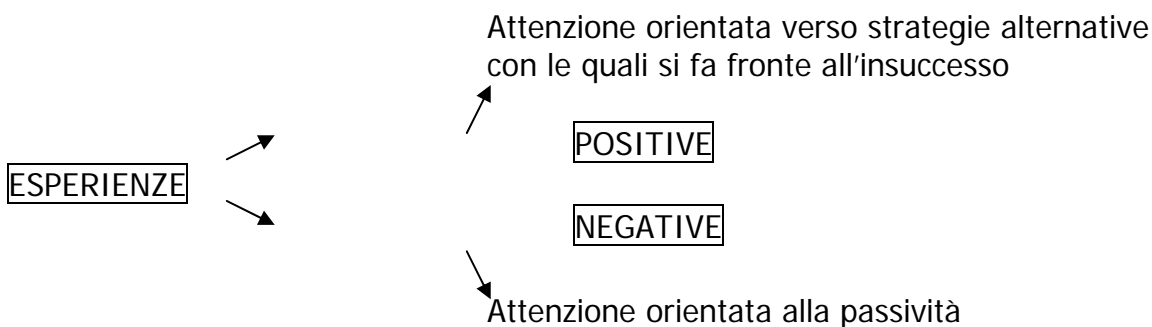 Attenzione orientata verso strategie alternative
con le quali si fa fronte all'insuccesso
POSITIVE
ESPERIENZE
NEGATIVE
Attenzione orientata alla passività